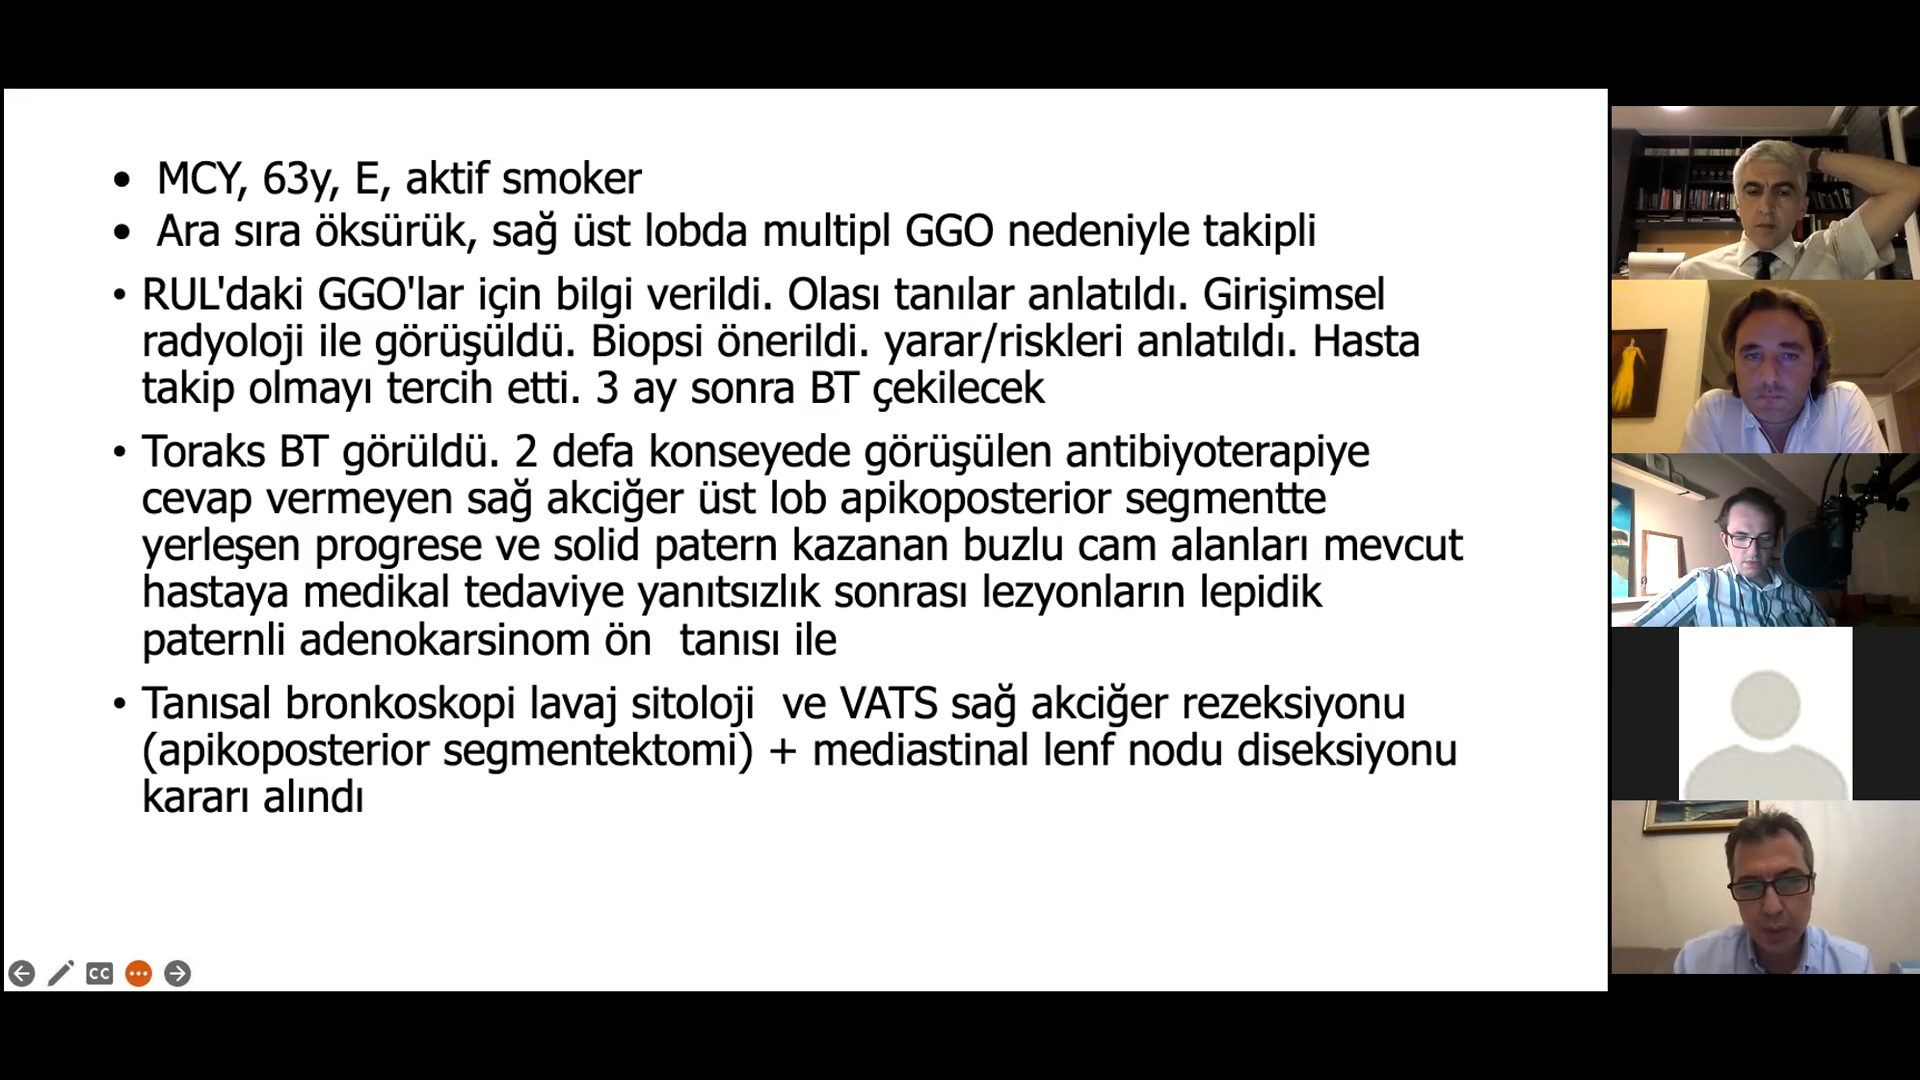 • MCY, 63y, E, aktif smoker
• Ara sıra öksürük, sağ üst lobda multipl GGO nedeniyle takipli
• RUL'daki GGO'lar için bilgi verildi. Olası tanılar anlatıldı. Girişimsel
radyoloji ile görüşüldü. Biopsi önerildi. yarar/riskleri anlatıldı. Hasta
takip olmayı tercih etti. 3 ay sonra BT çekilecek
• Toraks BT görüldü. 2 defa konseyede görüşülen antibiyoterapiye
cevap vermeyen sağ akciğer üst lob apikoposterior segmentte
yerleşen progrese ve solid patern kazanan buzlu cam alanları mevcut
hastaya medikal tedaviye yanıtsızlık sonrası lezyonların lepidik
paternli adenokarsinom ön  tanısı ile
• Tanısal bronkoskopi lavaj sitoloji  ve VATS sağ akciğer rezeksiyonu
(apikoposterior segmentektomi) + mediastinal lenf nodu diseksiyonu
kararı alındı
CC